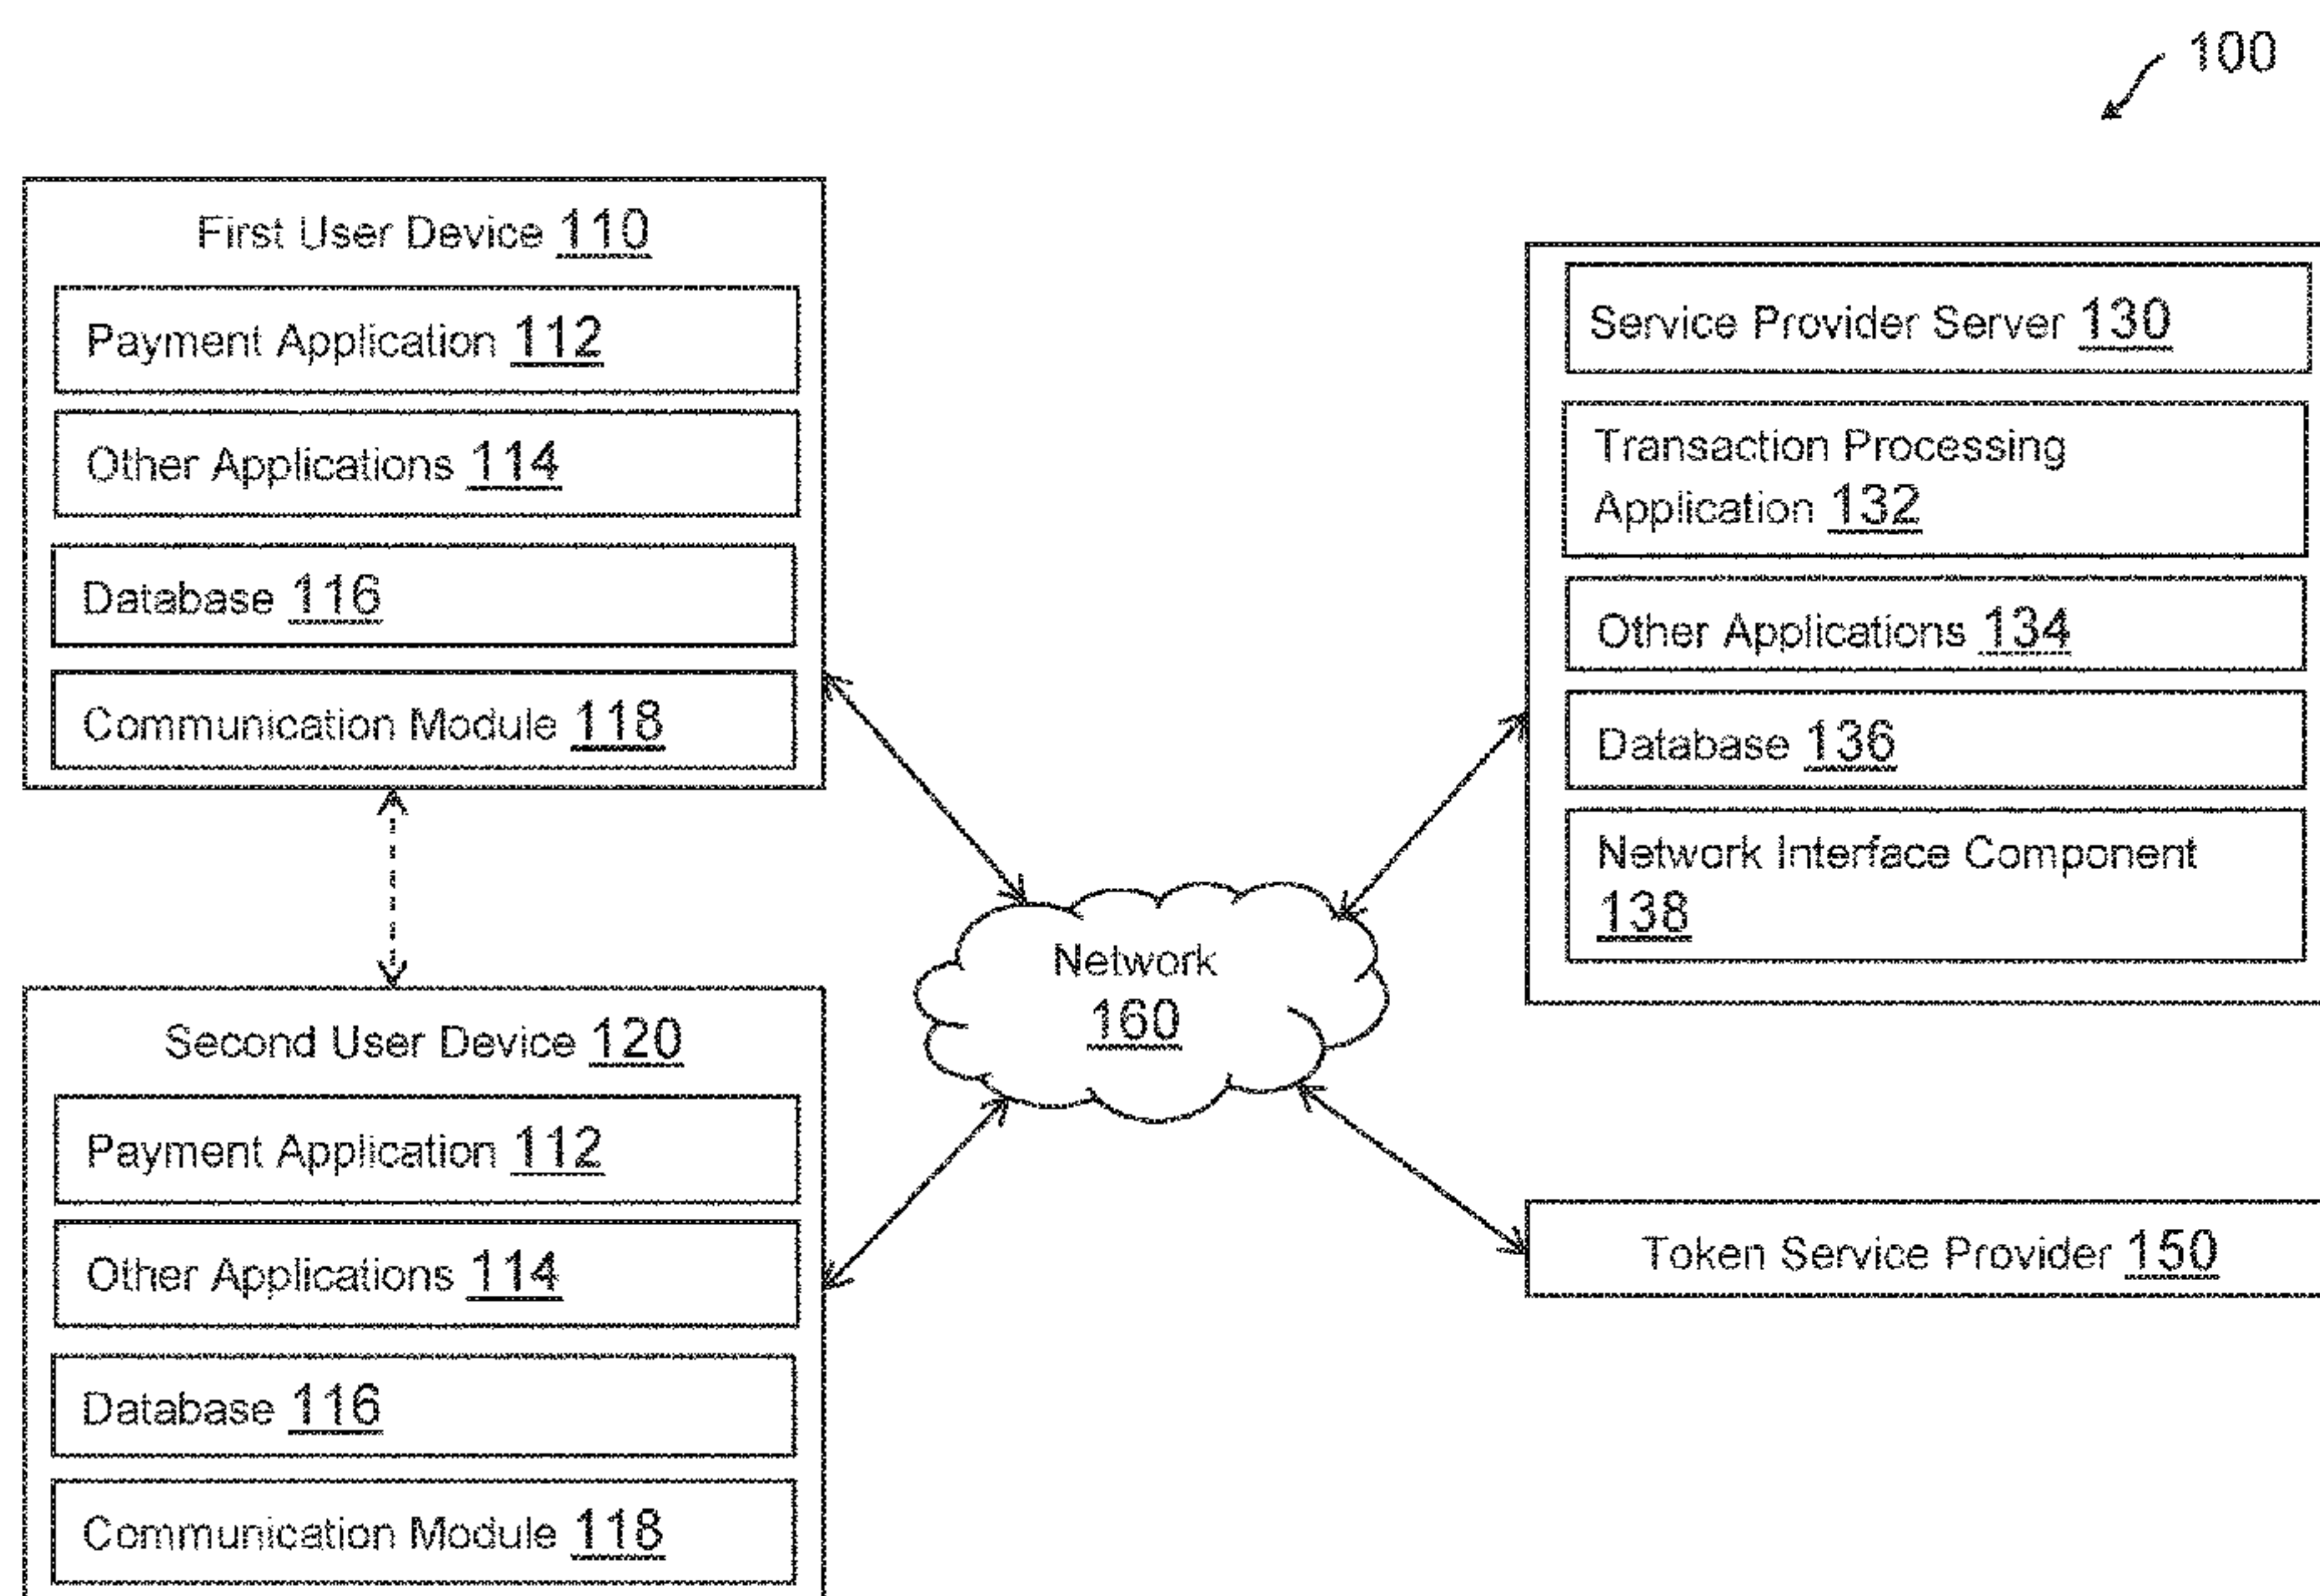 100
First User Device 110
Payment Application 112
Other Applications 114
Database 116
Communication Module 118
Second User Device 120
Payment Application 112
Other Applications 114
Database 116
Communication Module 118
Network
160
Service Provider Server 130
Transaction Processing
Application 132
Other Applications 134
Database 136
Network Interface Component
138
Token Service Provider 150